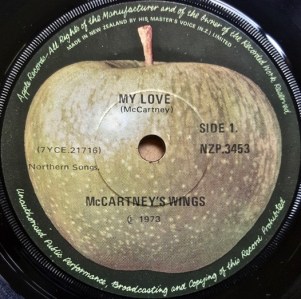 Apple Records·All Rights of the Manufacturer and of the Owner of the Recorded Work Reserved.
MADE IN NEW ZEALAND BY HIS MASTER'S VOICE (N.Z.) LIMITED
MY LOVE
(McCartney)
(7YCE.21716)
SIDE 1.
NZP.3453
Northern Songs.
McCARTNEY'S WINGS
℗ 1973
Unauthorised Public Performance, Broadcasting and Copying of this Record Prohibited